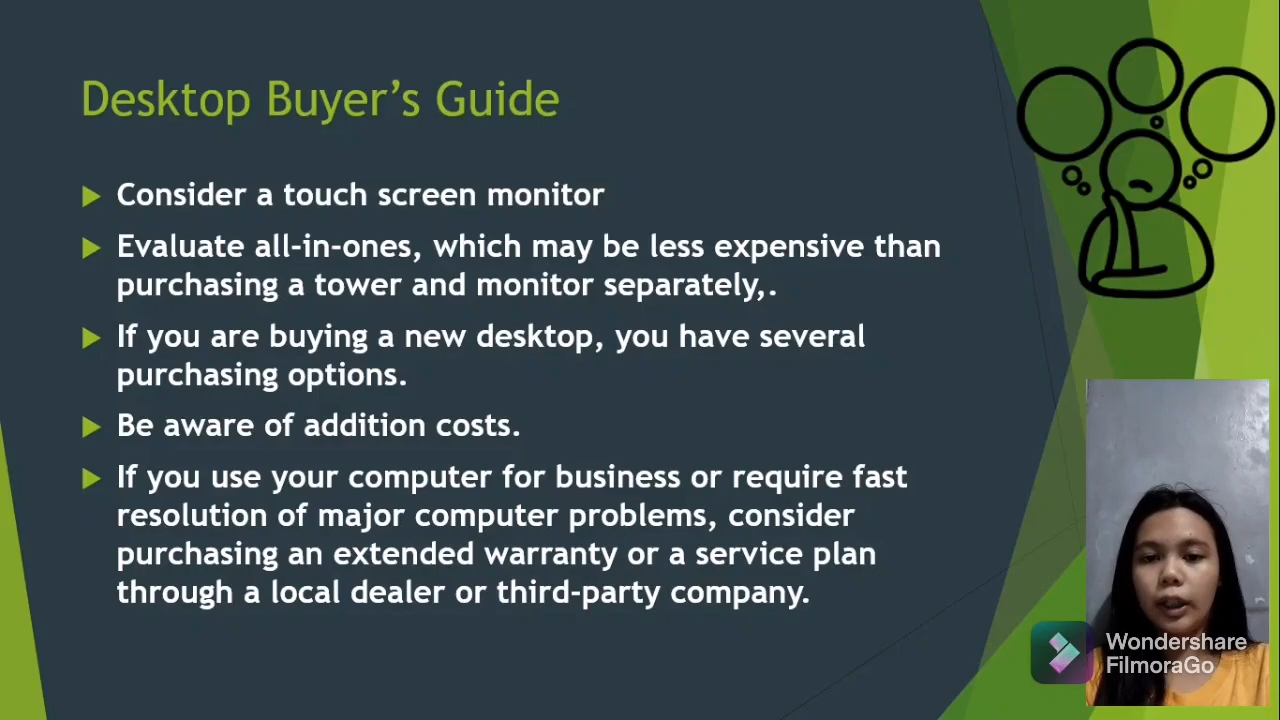 Desktop Buyer’s Guide
Consider a touch screen monitor
Evaluate all-in-ones, which may be less expensive than
purchasing a tower and monitor separately,.
If you are buying a new desktop, you have several
purchasing options.
Be aware of addition costs.
If you use your computer for business or require fast
resolution of major computer problems, consider
purchasing an extended warranty or a service plan
through a local dealer or third-party company.
Wondershare
FilmoraGo